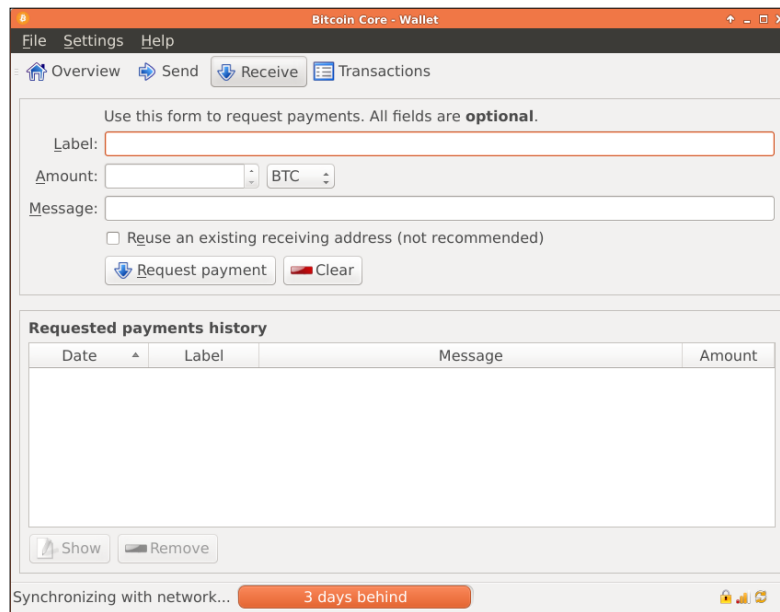 Bitcoin Core - Wallet
File Settings Help
Overview Send Receive Transactions
Use this form to request payments. All fields are optional.
Label:
Amount: BTC
Message:
Reuse an existing receiving address (not recommended)
Request payment Clear
Requested payments history
Date Label Message Amount
Show Remove
Synchronizing with network... 3 days behind